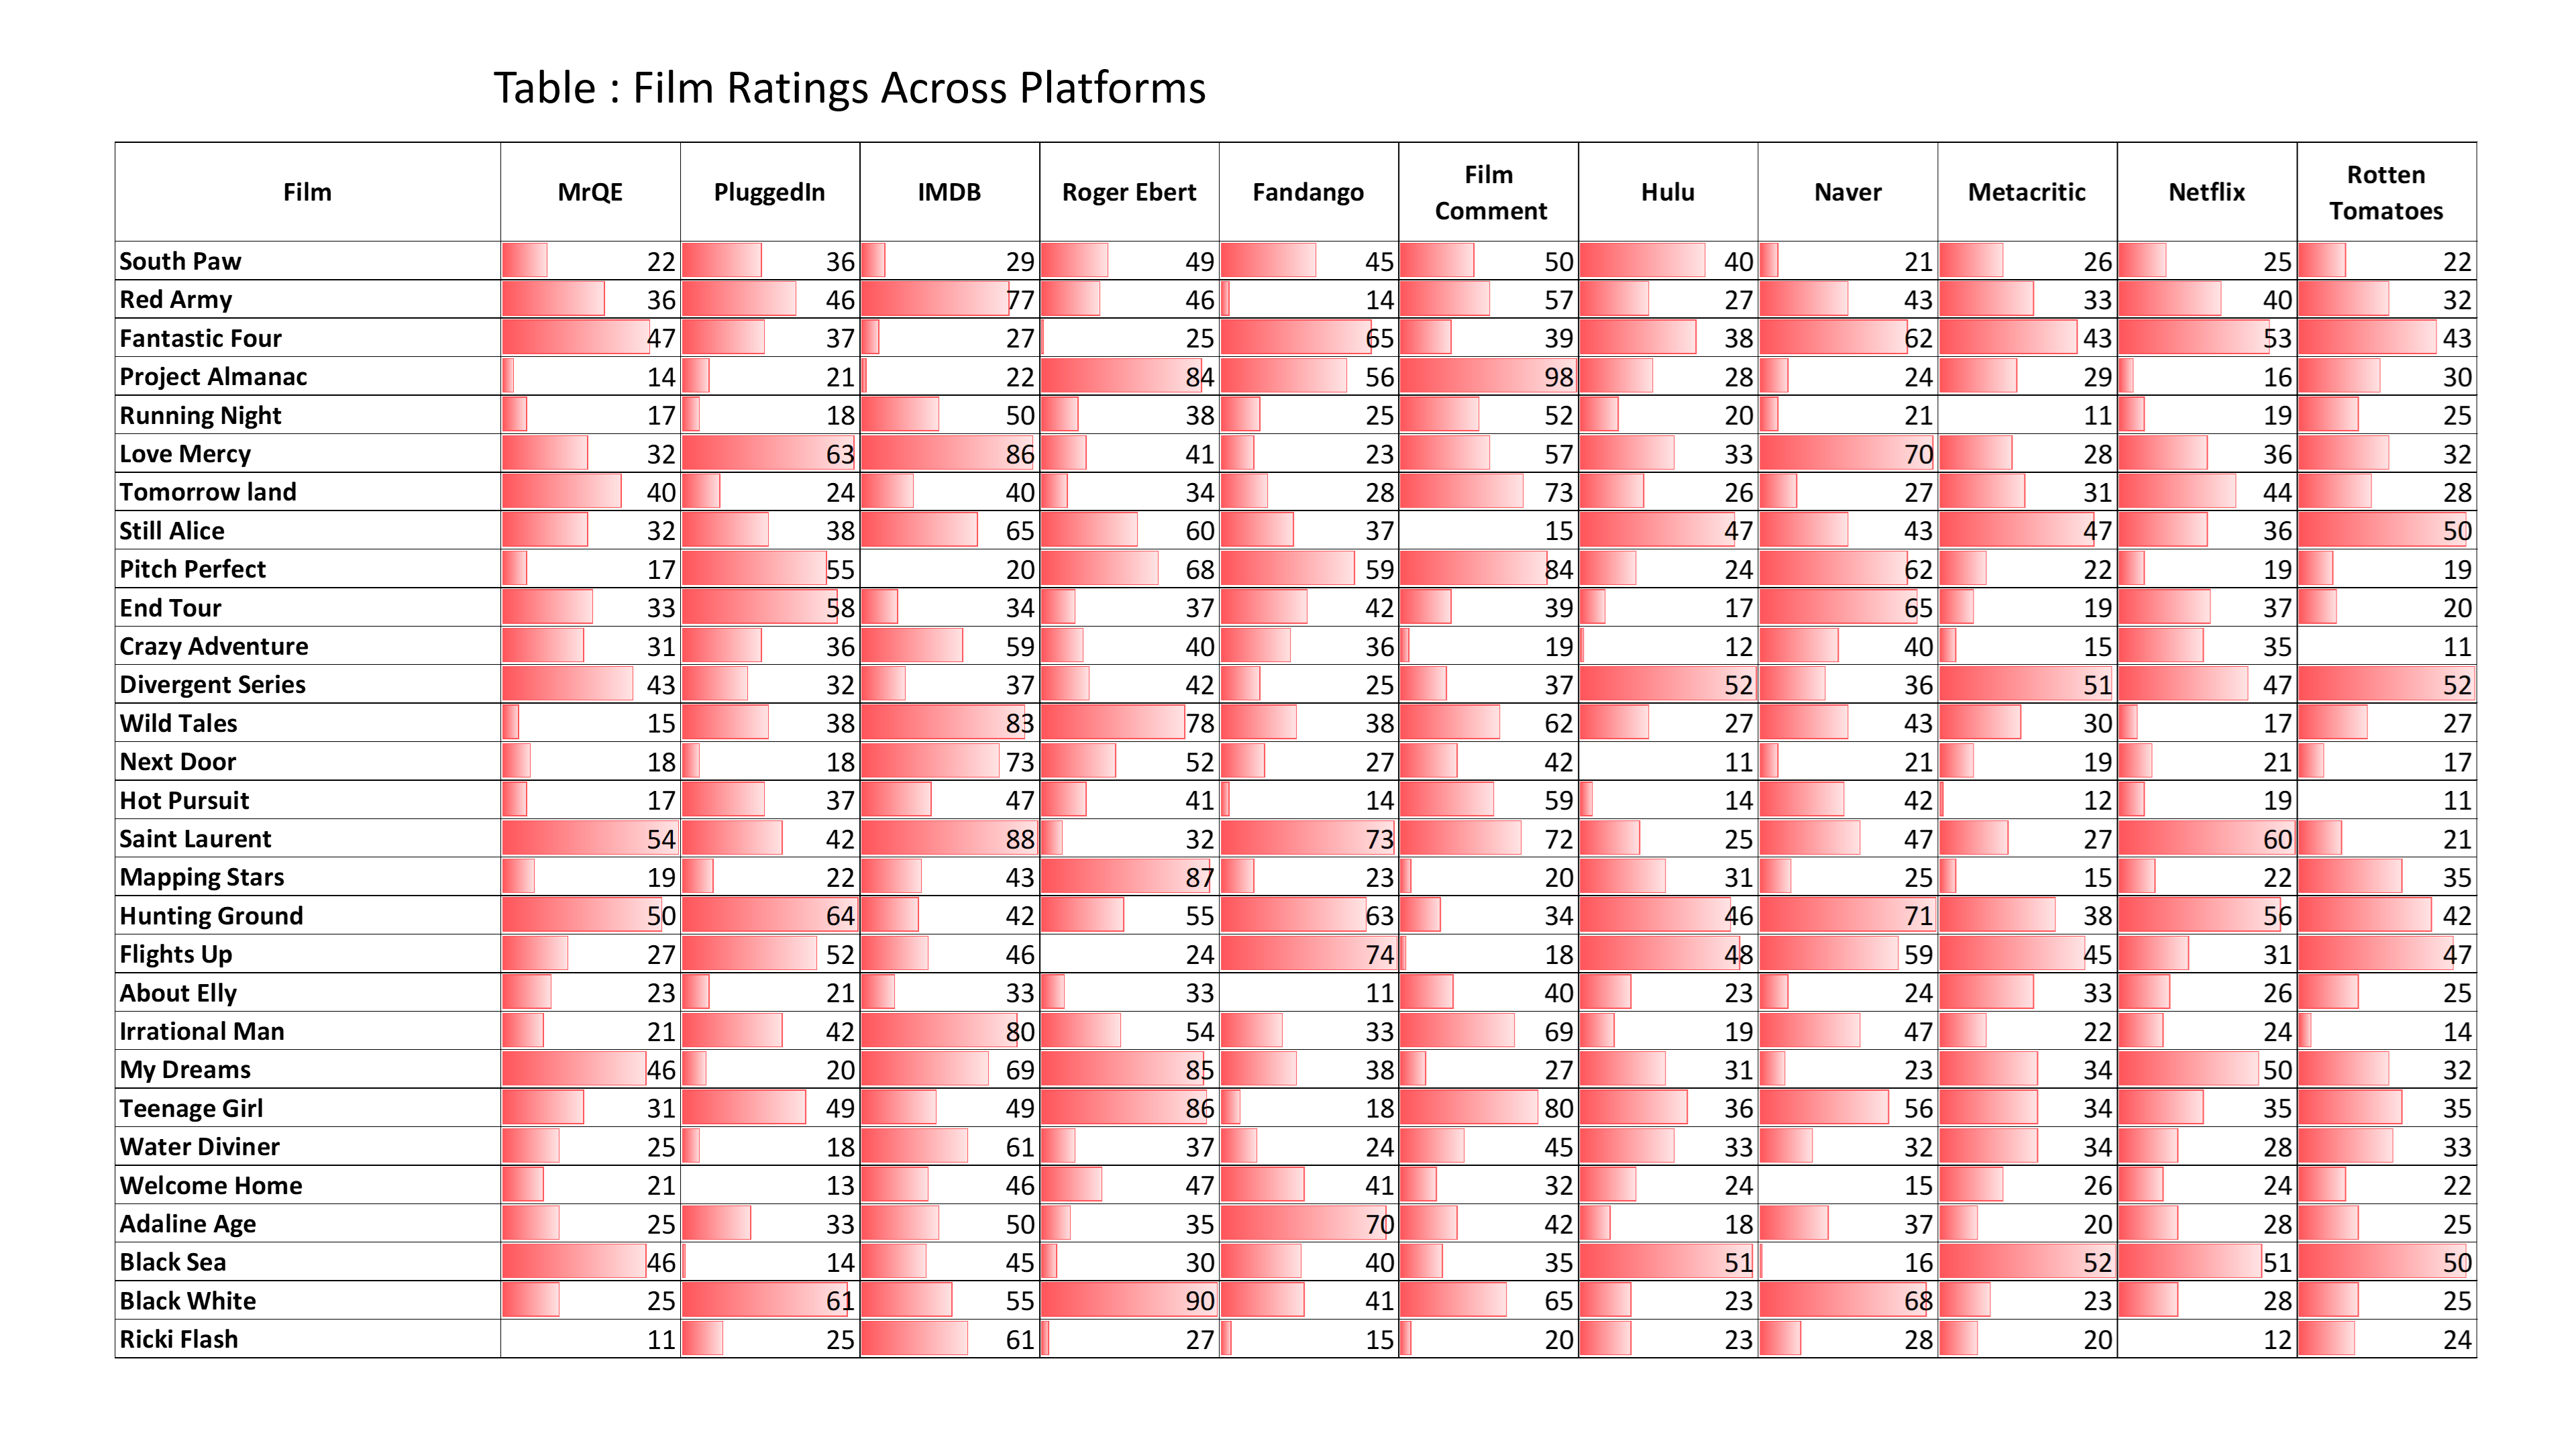 Table : Film Ratings Across Platforms
Film MrQE PluggedIn IMDB Roger Ebert Fandango Film Comment Hulu Naver Metacritic Netflix Rotten Tomatoes
South Paw 22 36 29 49 45 50 40 21 26 25 22
Red Army 36 46 77 46 14 57 27 43 33 40 32
Fantastic Four 47 37 27 25 65 39 38 62 43 53 43
Project Almanac 14 21 22 84 56 98 28 24 29 16 30
Running Night 17 18 50 38 25 52 20 21 11 19 25
Love Mercy 32 63 86 41 23 57 33 70 28 36 32
Tomorrow land 40 24 40 34 28 73 26 27 31 44 28
Still Alice 32 38 65 60 37 15 47 43 47 36 50
Pitch Perfect 17 55 20 68 59 84 24 62 22 19 19
End Tour 33 58 34 37 42 39 17 65 19 37 20
Crazy Adventure 31 36 59 40 36 19 12 40 15 35 11
Divergent Series 43 32 37 42 25 37 52 36 51 47 52
Wild Tales 15 38 83 78 38 62 27 43 30 17 27
Next Door 18 18 73 52 27 42 11 21 19 21 17
Hot Pursuit 17 37 47 41 14 59 14 42 12 19 11
Saint Laurent 54 42 88 32 73 72 25 47 27 60 21
Mapping Stars 19 22 43 87 23 20 31 25 15 22 35
Hunting Ground 50 64 42 55 63 34 46 71 38 56 42
Flights Up 27 52 46 24 74 18 48 59 45 31 47
About Elly 23 21 33 33 11 40 23 24 33 26 25
Irrational Man 21 42 80 54 33 69 19 47 22 24 14
My Dreams 46 20 69 85 38 27 31 23 34 50 32
Teenage Girl 31 49 49 86 18 80 36 56 34 35 35
Water Diviner 25 18 61 37 24 45 33 32 34 28 33
Welcome Home 21 13 46 47 41 32 24 15 26 24 22
Adaline Age 25 33 50 35 70 42 18 37 20 28 25
Black Sea 46 14 45 30 40 35 51 16 52 51 50
Black White 25 61 55 90 41 65 23 68 23 28 25
Ricki Flash 11 25 61 27 15 20 23 28 20 12 24